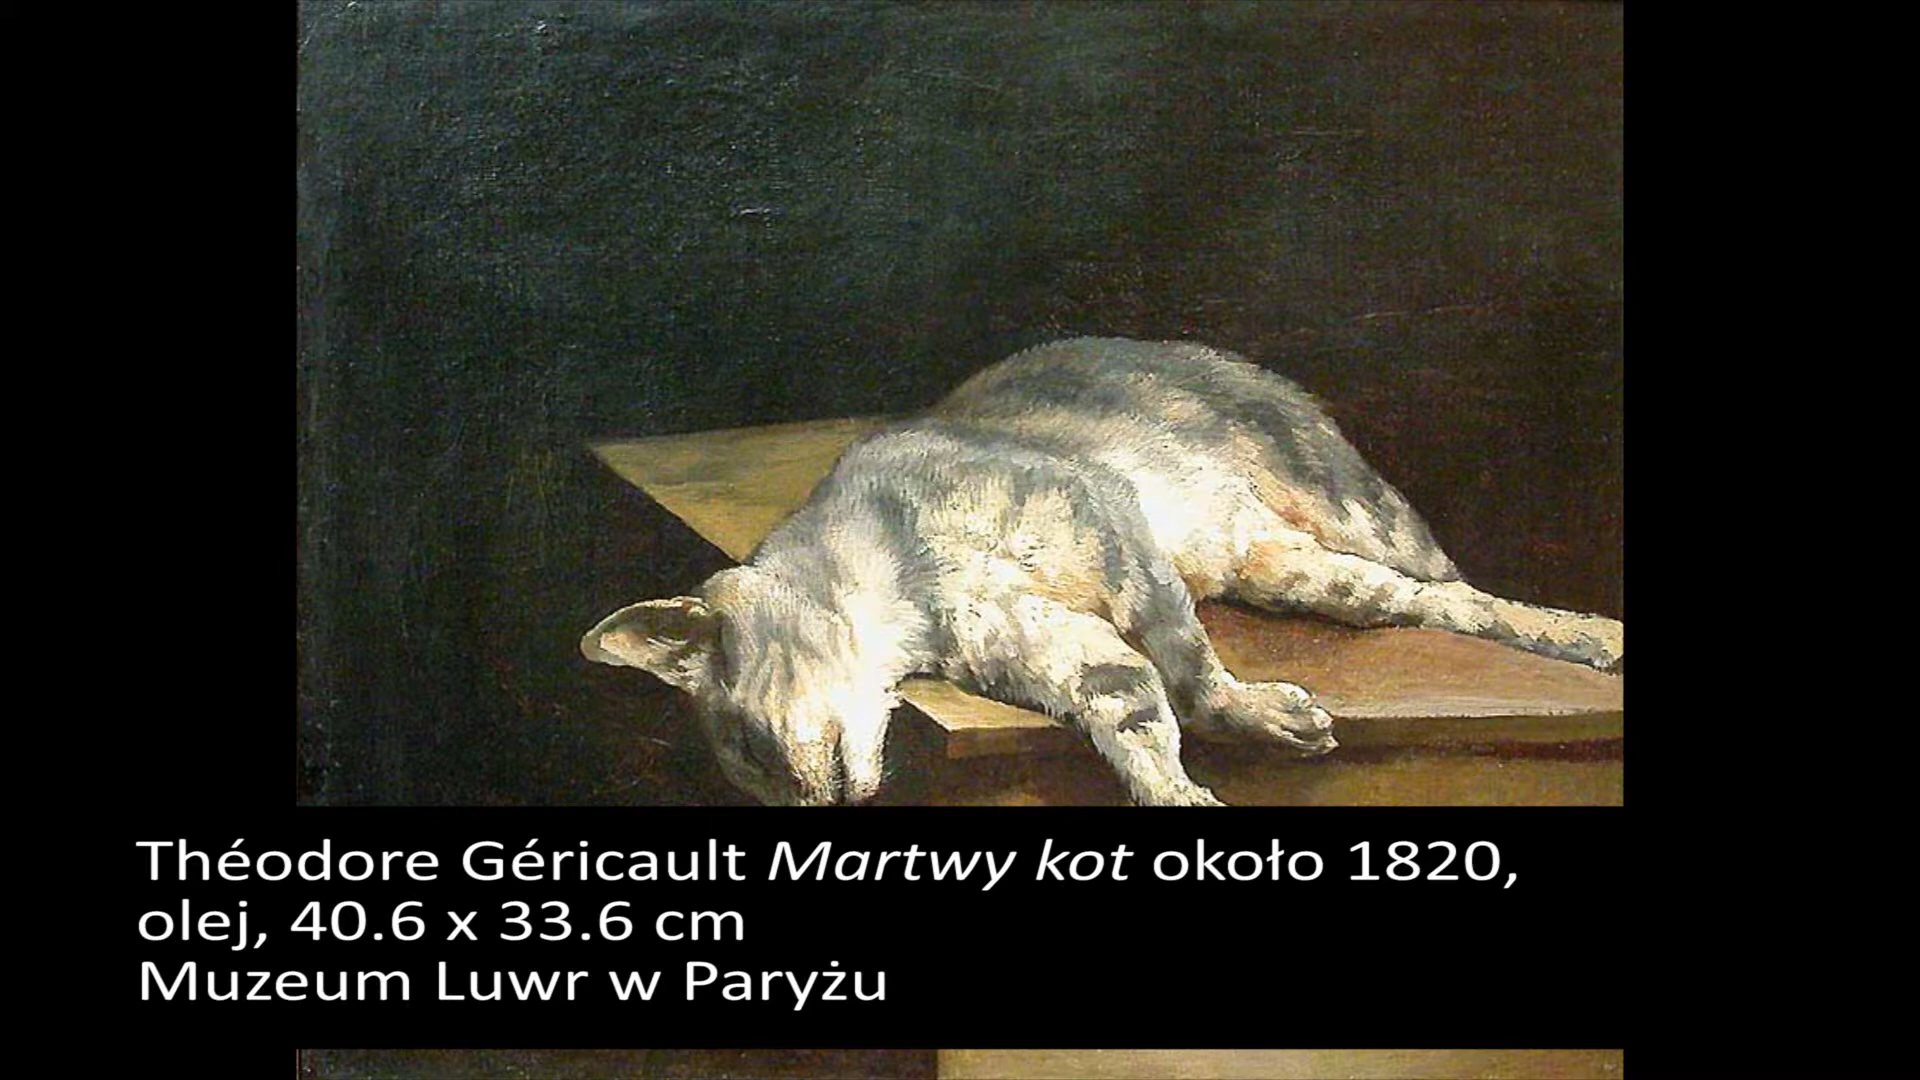 Théodore Géricault Martwy kot około 1820,
olej, 40.6 x 33.6 cm
Muzeum Luwr w Paryżu